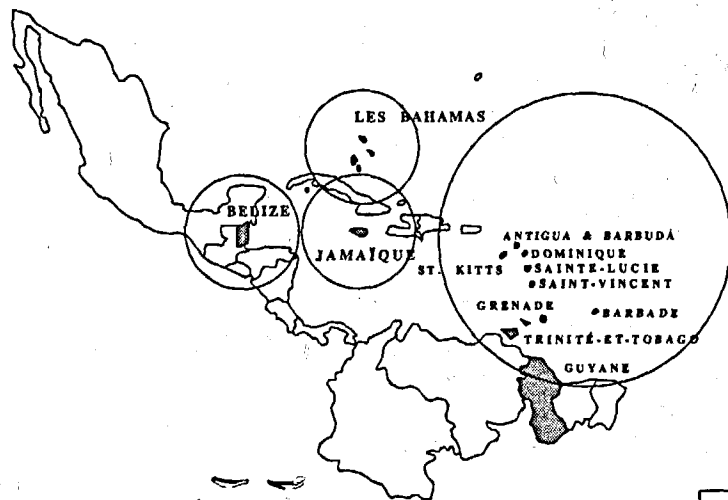 LES BAHAMAS
BELIZE
JAMAÏQUE
ANTIGUA & BARBUDA
DOMINIQUE
ST. KITTS
SAINTE-LUCIE
SAINT-VINCENT
GRENADE
BARBADE
TRINITÉ-ET-TOBAGO
GUYANE